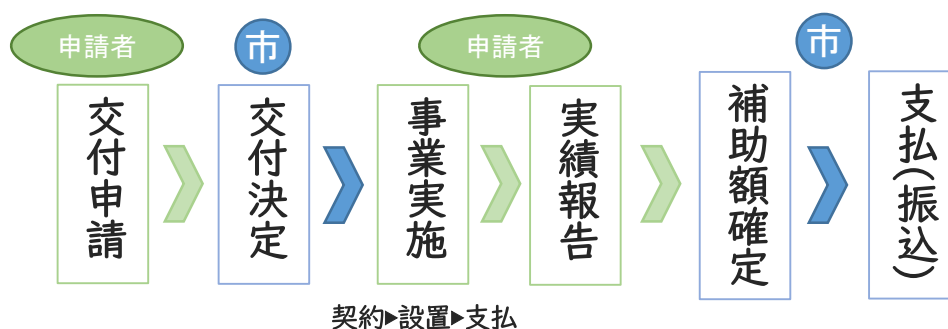 申請者
市
申請者
市
交付申請
交付決定
事業実施
実績報告
補助額確定
支払(振込)
契約▶設置▶支払